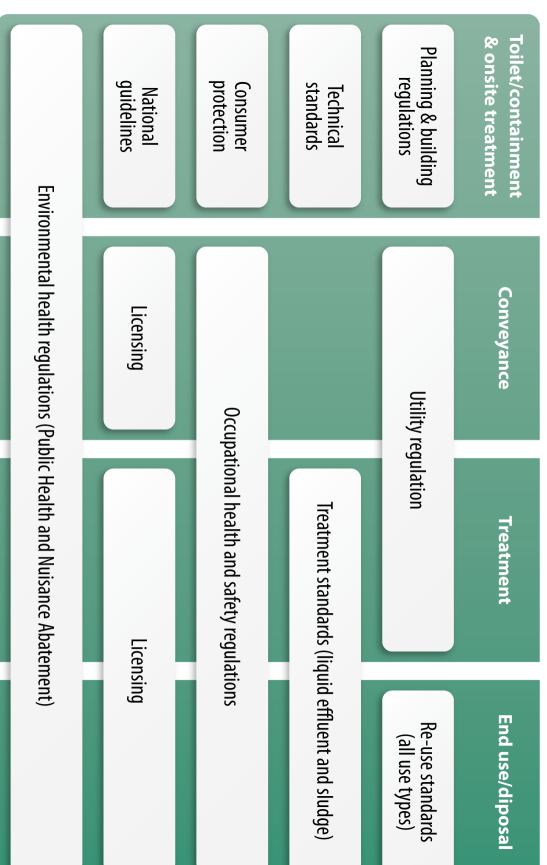 Toilet/containment
& onsite treatment
Conveyance
Treatment
End use/diposal
Planning & building
regulations
Utility regulation
Re-use standards
(all use types)
Technical
standards
Treatment standards (liquid effluent and sludge)
Consumer
protection
Occupational health and safety regulations
National
guidelines
Licensing
Licensing
Environmental health regulations (Public Health and Nuisance Abatement)